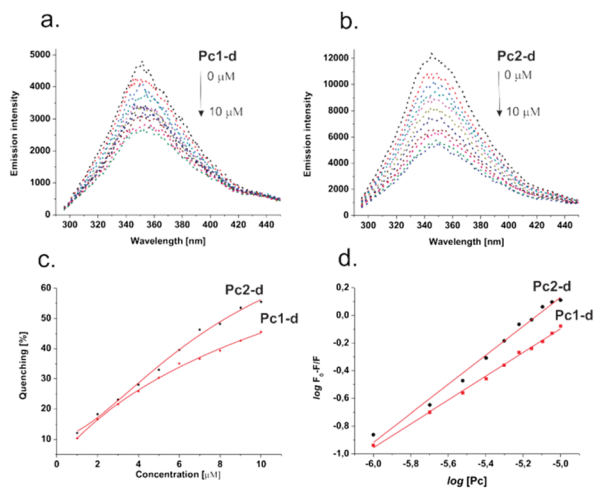 a.
Pc1-d
0 μM
10 μM
Emission intensity
5000
4000
3000
2000
1000
0
300 320 340 360 380 400 420 440
Wavelength [nm]
b.
Pc2-d
0 μM
10 μM
Emission intensity
12000
10000
8000
6000
4000
2000
0
300 320 340 360 380 400 420 440
Wavelength [nm]
c.
Pc2-d
Pc1-d
Quenching [%]
60
50
40
30
20
10
0 2 4 6 8 10
Concentration [μM]
d.
Pc2-d
Pc1-d
log F₀-F/F
0,2
0,0
-0,2
-0,4
-0,6
-0,8
-1,0
-6,0 -5,8 -5,6 -5,4 -5,2 -5,0
log [Pc]